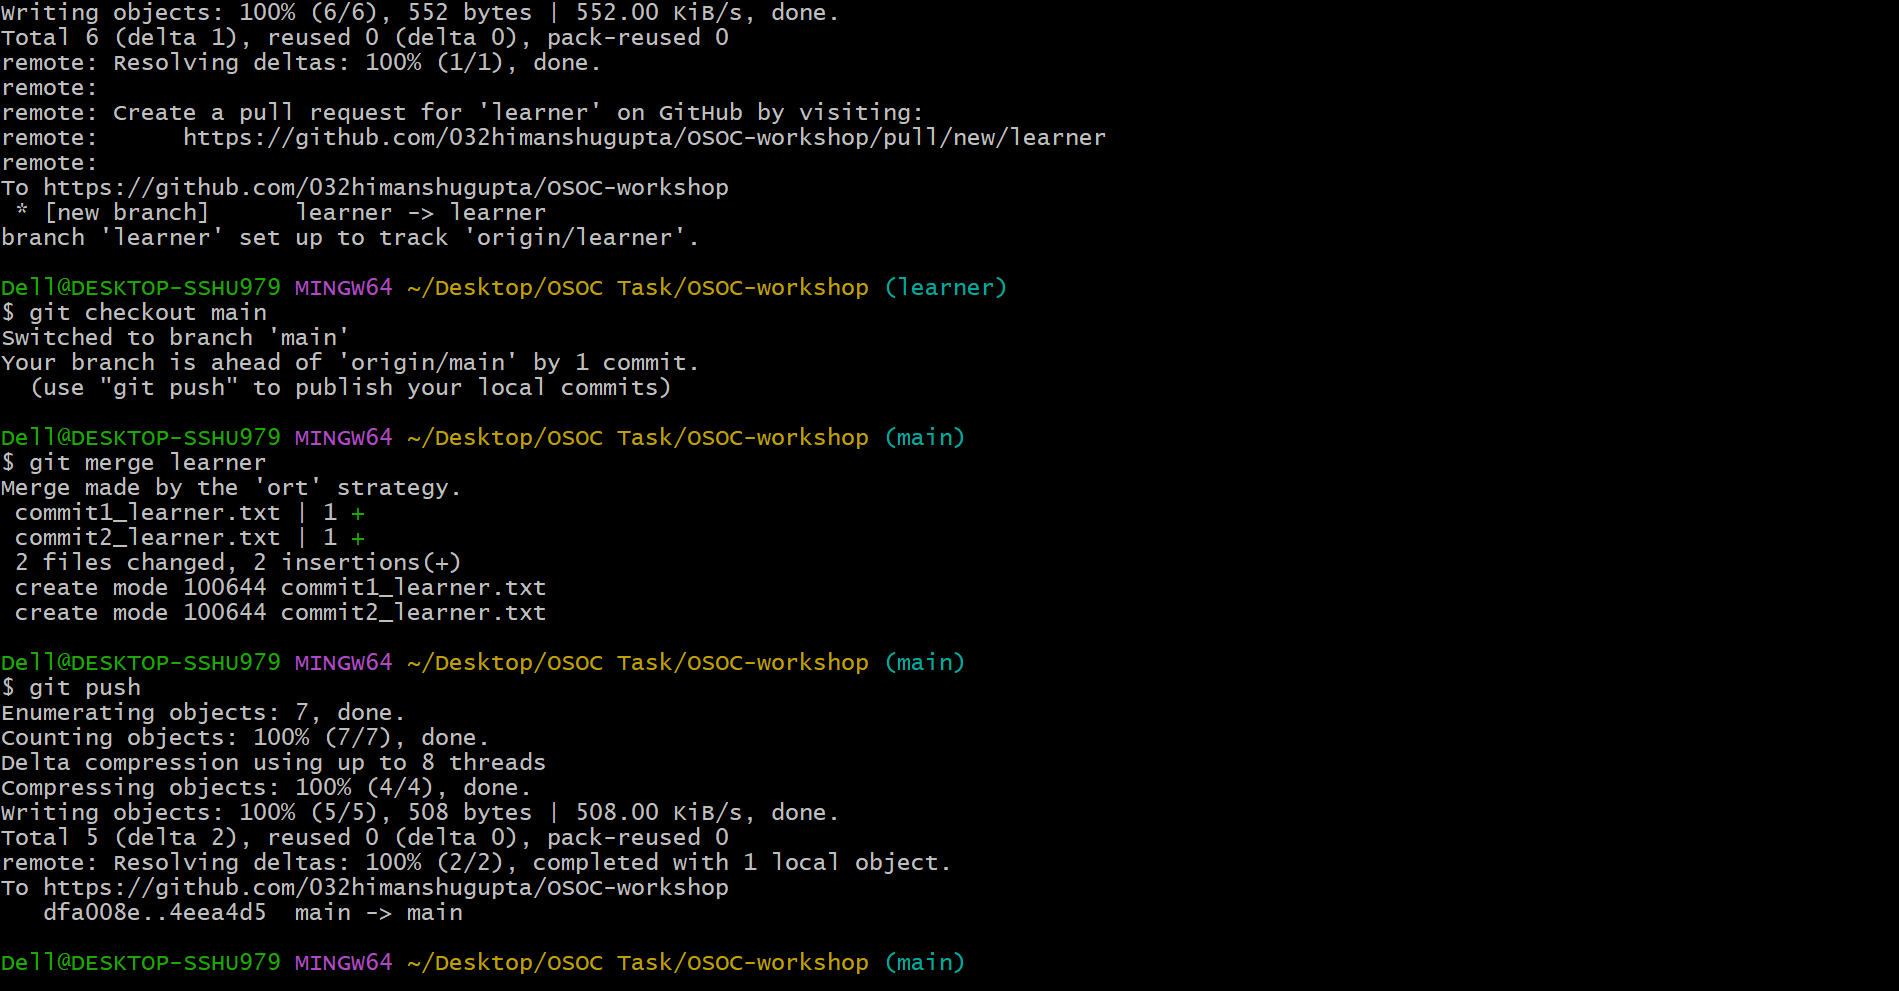 Writing objects: 100% (6/6), 552 bytes | 552.00 KiB/s, done.
Total 6 (delta 1), reused 0 (delta 0), pack-reused 0
remote: Resolving deltas: 100% (1/1), done.
remote:
remote: Create a pull request for 'learner' on GitHub by visiting:
remote:      https://github.com/032himanshugupta/OSOC-workshop/pull/new/learner
remote:
To https://github.com/032himanshugupta/OSOC-workshop
 * [new branch]      learner -> learner
branch 'learner' set up to track 'origin/learner'.
Dell@DESKTOP-SSHU979 MINGW64 ~/Desktop/OSOC Task/OSOC-workshop (learner)
$ git checkout main
Switched to branch 'main'
Your branch is ahead of 'origin/main' by 1 commit.
  (use "git push" to publish your local commits)
Dell@DESKTOP-SSHU979 MINGW64 ~/Desktop/OSOC Task/OSOC-workshop (main)
$ git merge learner
Merge made by the 'ort' strategy.
 commit1_learner.txt | 1 +
 commit2_learner.txt | 1 +
 2 files changed, 2 insertions(+)
 create mode 100644 commit1_learner.txt
 create mode 100644 commit2_learner.txt
Dell@DESKTOP-SSHU979 MINGW64 ~/Desktop/OSOC Task/OSOC-workshop (main)
$ git push
Enumerating objects: 7, done.
Counting objects: 100% (7/7), done.
Delta compression using up to 8 threads
Compressing objects: 100% (4/4), done.
Writing objects: 100% (5/5), 508 bytes | 508.00 KiB/s, done.
Total 5 (delta 2), reused 0 (delta 0), pack-reused 0
remote: Resolving deltas: 100% (2/2), completed with 1 local object.
To https://github.com/032himanshugupta/OSOC-workshop
   dfa008e..4eea4d5  main -> main
Dell@DESKTOP-SSHU979 MINGW64 ~/Desktop/OSOC Task/OSOC-workshop (main)